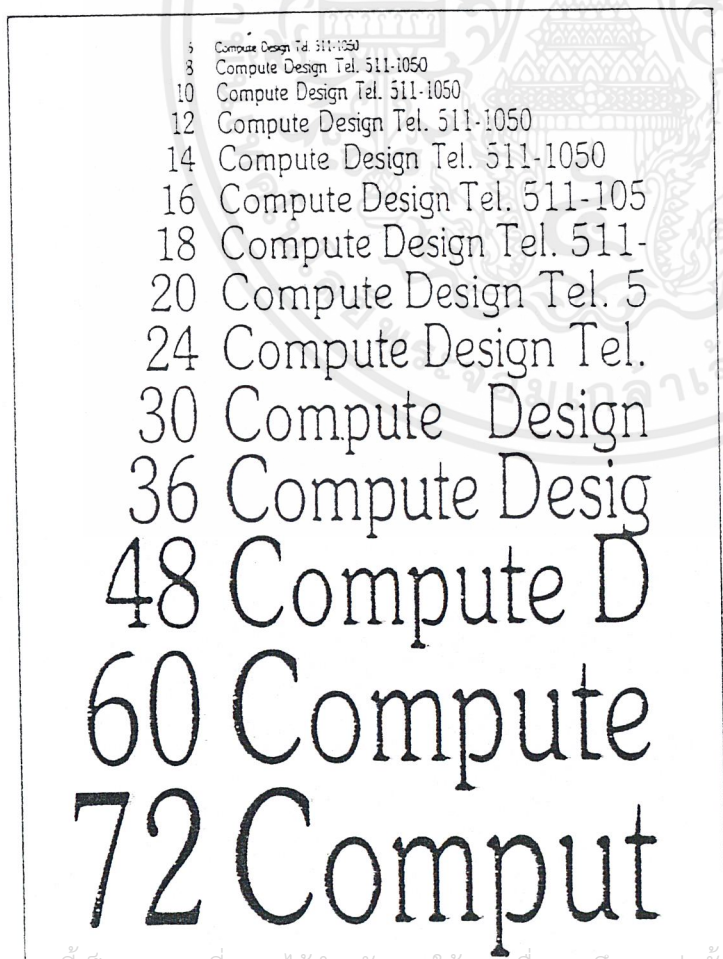 6 Compute Design Tel. 511-1050
8 Compute Design Tel. 511-1050
10 Compute Design Tel. 511-1050
12 Compute Design Tel. 511-1050
14 Compute Design Tel. 511-1050
16 Compute Design Tel. 511-105
18 Compute Design Tel. 511-
20 Compute Design Tel. 5
24 Compute Design Tel.
30 Compute Design
36 Compute Desig
48 Compute D
60 Compute
72 Comput